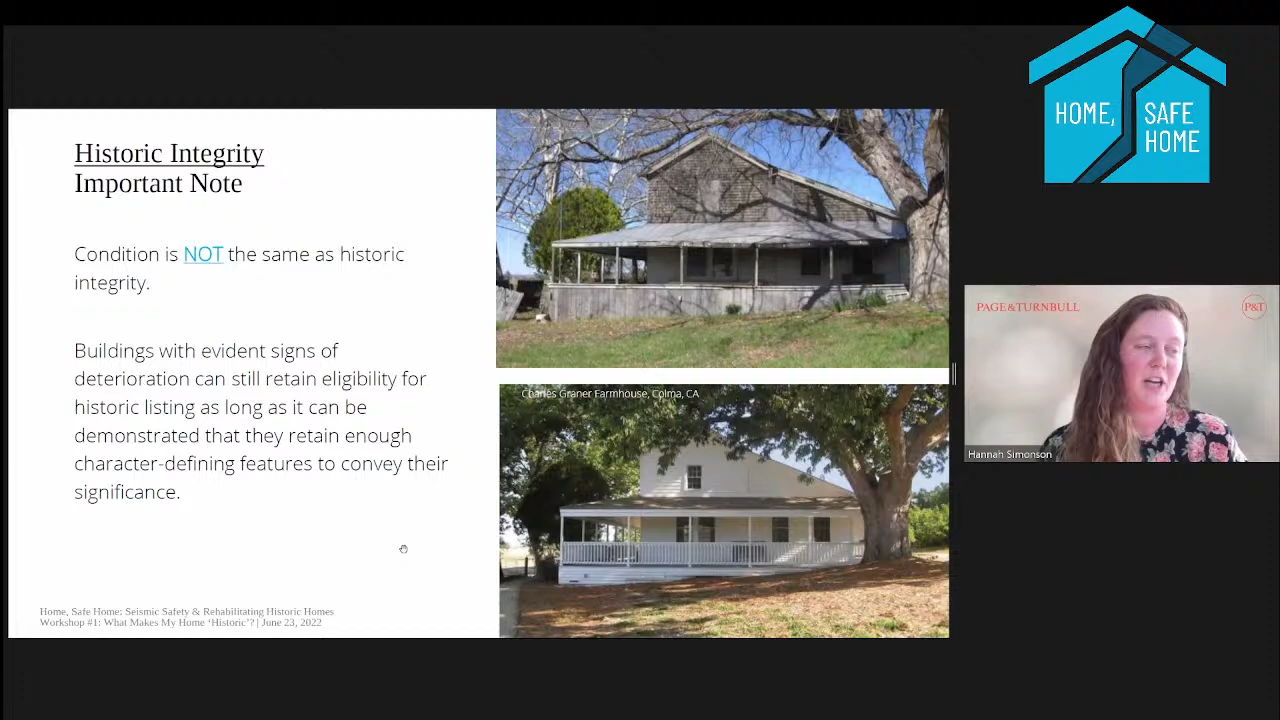 HOME, SAFE
HOME
Historic Integrity
Important Note
Condition is NOT the same as historic
integrity.
Buildings with evident signs of
deterioration can still retain eligibility for
historic listing as long as it can be
demonstrated that they retain enough
character-defining features to convey their
significance.
Charles Graner Farmhouse, Colma, CA
PAGE&TURNBULL
P&T
Hannah Simonson
Home, Safe Home: Seismic Safety & Rehabilitating Historic Homes
Workshop #1: What Makes My Home ‘Historic’? | June 23, 2022